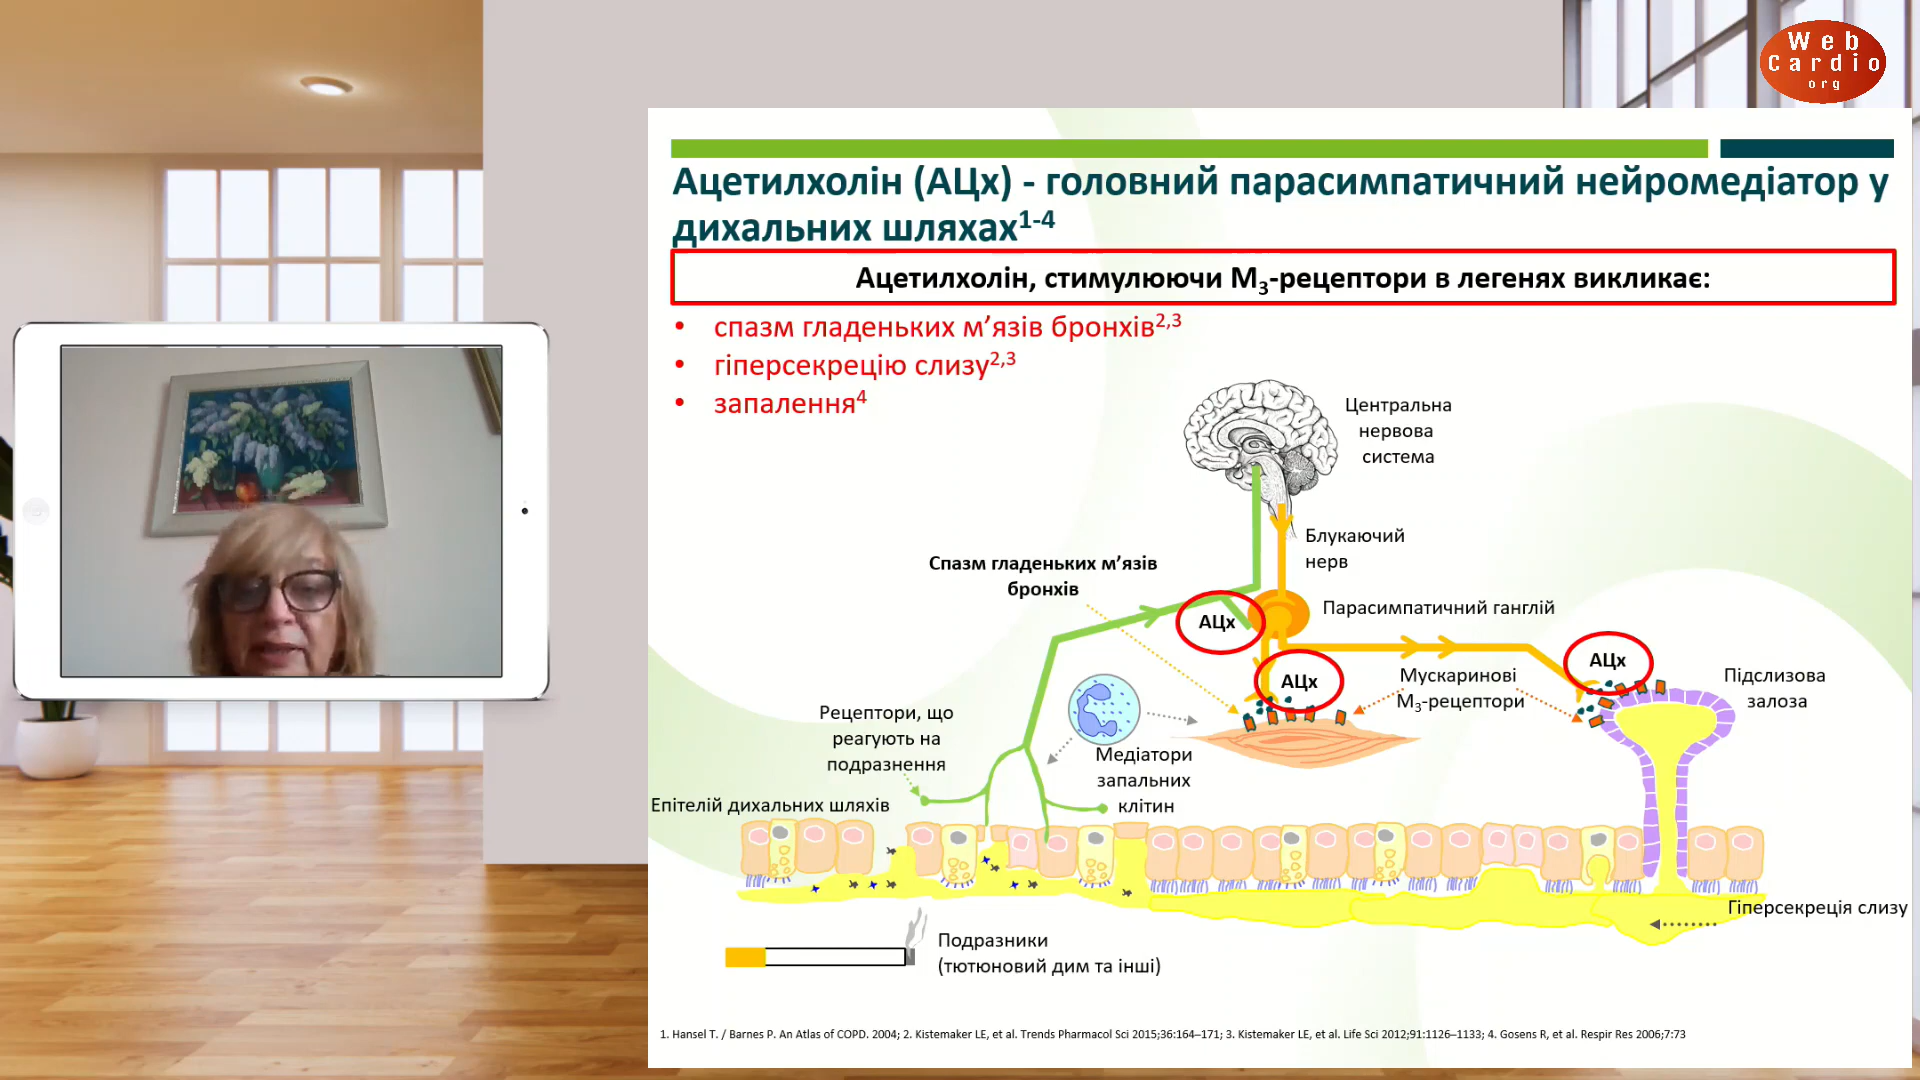 Web
Cardio
org
Ацетилхолін (АЦх) - головний парасимпатичний нейромедіатор у
дихальних шляхах1-4
Ацетилхолін, стимулюючи М3-рецептори в легенях викликає:
• спазм гладеньких м’язів бронхів2,3
• гіперсекрецію слизу2,3
• запалення4
Центральна
нервова
система
Блукаючий
нерв
Спазм гладеньких м’язів
бронхів
Парасимпатичний ганглій
АЦх
АЦх
АЦх
Мускаринові
М3-рецептори
Підслизова
залоза
Рецептори, що
реагують на
подразнення
Медіатори
запальних
клітин
Епітелій дихальних шляхів
Гіперсекреція слизу
Подразники
(тютюновий дим та інші)
1. Hansel T. / Barnes P. An Atlas of COPD. 2004; 2. Kistemaker LE, et al. Trends Pharmacol Sci 2015;36:164–171; 3. Kistemaker LE, et al. Life Sci 2012;91:1126–1133; 4. Gosens R, et al. Respir Res 2006;7:73